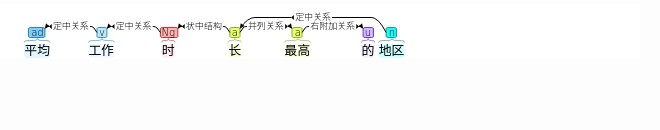 定中关系
定中关系 定中关系 状中结构 并列关系 右附加关系
ad v Ng a a u n
平均 工作 时 长 最高 的 地区